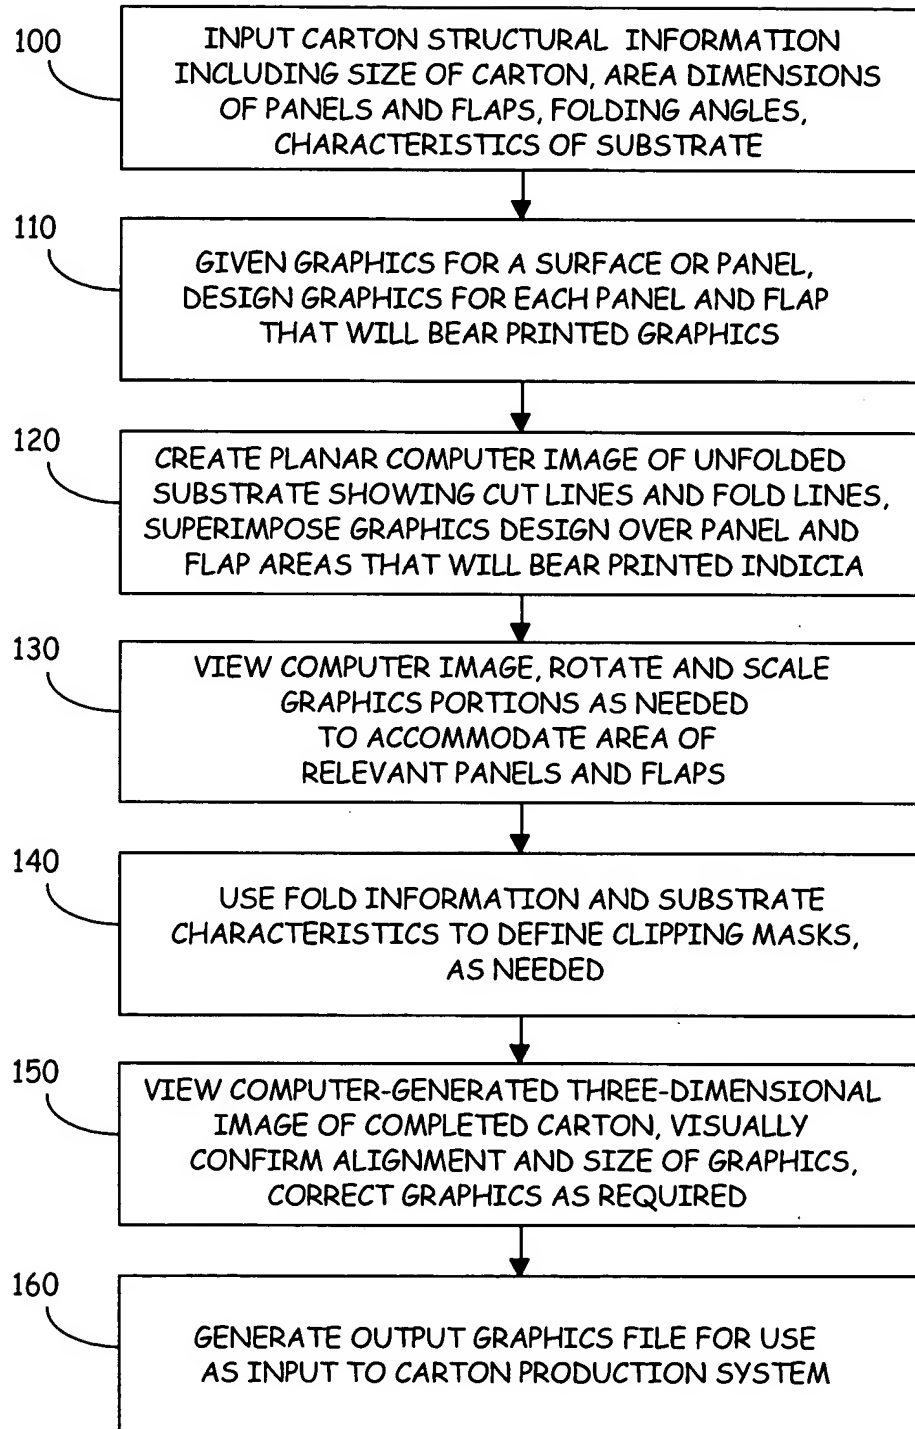 100
INPUT CARTON STRUCTURAL INFORMATION
INCLUDING SIZE OF CARTON, AREA DIMENSIONS
OF PANELS AND FLAPS, FOLDING ANGLES,
CHARACTERISTICS OF SUBSTRATE
110
GIVEN GRAPHICS FOR A SURFACE OR PANEL,
DESIGN GRAPHICS FOR EACH PANEL AND FLAP
THAT WILL BEAR PRINTED GRAPHICS
120
CREATE PLANAR COMPUTER IMAGE OF UNFOLDED
SUBSTRATE SHOWING CUT LINES AND FOLD LINES,
SUPERIMPOSE GRAPHICS DESIGN OVER PANEL AND
FLAP AREAS THAT WILL BEAR PRINTED INDICIA
130
VIEW COMPUTER IMAGE, ROTATE AND SCALE
GRAPHICS PORTIONS AS NEEDED
TO ACCOMMODATE AREA OF
RELEVANT PANELS AND FLAPS
140
USE FOLD INFORMATION AND SUBSTRATE
CHARACTERISTICS TO DEFINE CLIPPING MASKS,
AS NEEDED
150
VIEW COMPUTER-GENERATED THREE-DIMENSIONAL
IMAGE OF COMPLETED CARTON, VISUALLY
CONFIRM ALIGNMENT AND SIZE OF GRAPHICS,
CORRECT GRAPHICS AS REQUIRED
160
GENERATE OUTPUT GRAPHICS FILE FOR USE
AS INPUT TO CARTON PRODUCTION SYSTEM